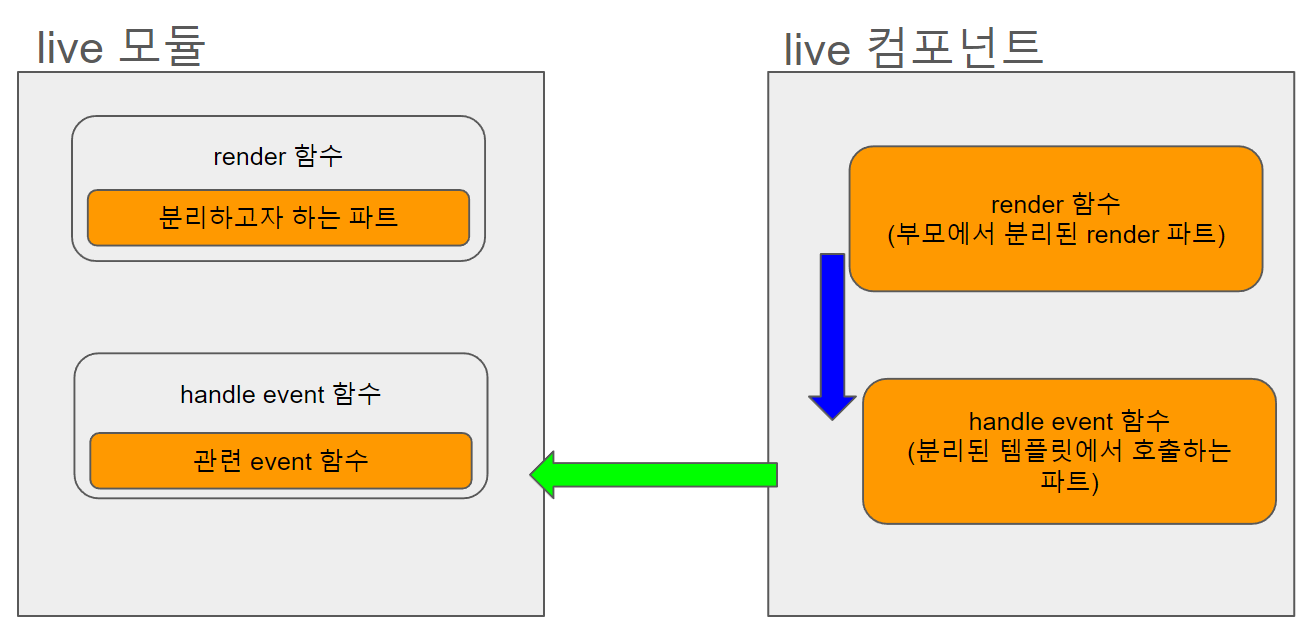 live 모듈
render 함수
분리하고자 하는 파트
handle event 함수
관련 event 함수
live 컴포넌트
render 함수
(부모에서 분리된 render 파트)
handle event 함수
(분리된 템플릿에서 호출하는
파트)